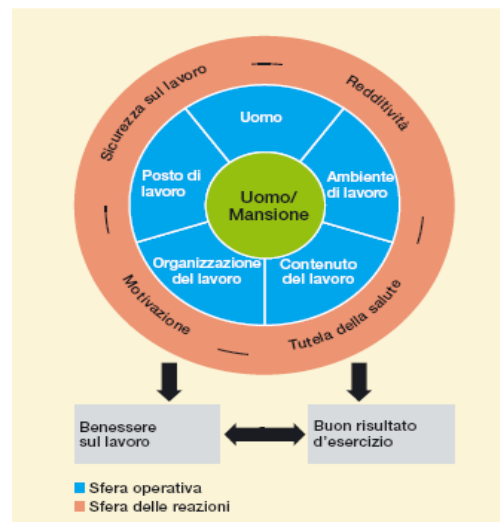 Sicurezza sul lavoro
Redditività
Uomo
Posto di
lavoro
Ambiente
di lavoro
Uomo/
Mansione
Organizzazione
del lavoro
Contenuto
del lavoro
Motivazione
Tutela della salute
Benessere
sul lavoro
Buon risultato
d'esercizio
Sfera operativa
Sfera delle reazioni